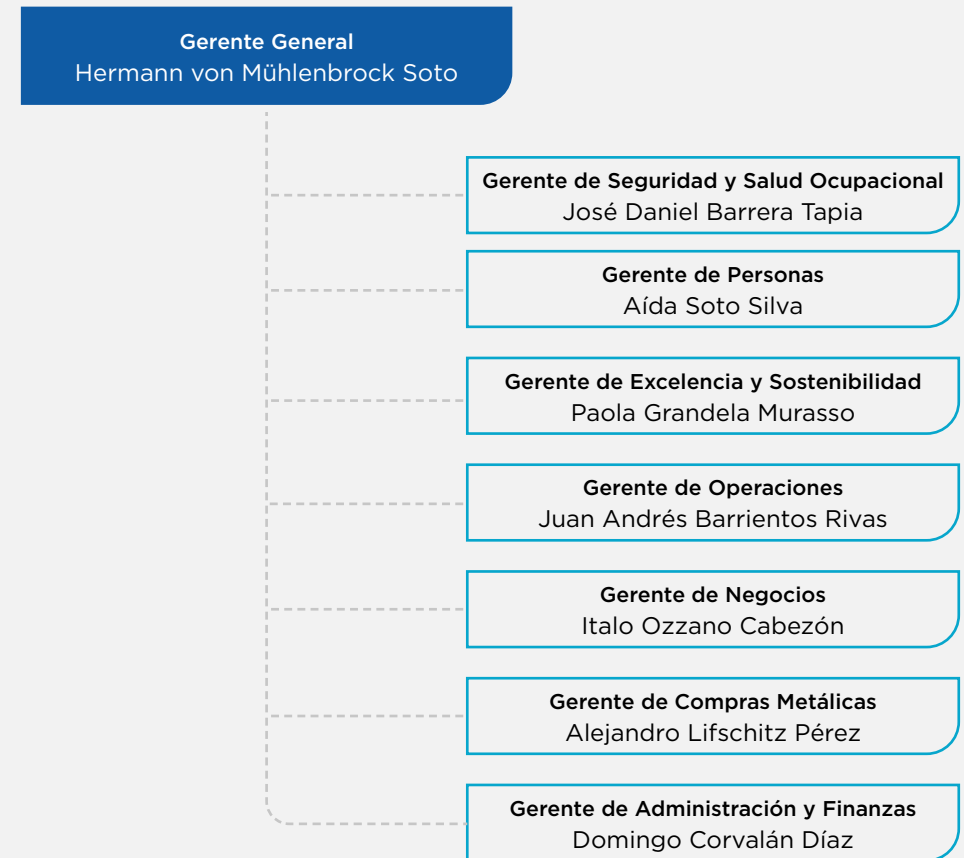 Gerente General
Hermann von Mühlenbrock Soto
Gerente de Seguridad y Salud Ocupacional
José Daniel Barrera Tapia
Gerente de Personas
Aída Soto Silva
Gerente de Excelencia y Sostenibilidad
Paola Grandela Murasso
Gerente de Operaciones
Juan Andrés Barrientos Rivas
Gerente de Negocios
Italo Ozzano Cabezón
Gerente de Compras Metálicas
Alejandro Lifschitz Pérez
Gerente de Administración y Finanzas
Domingo Corvalán Díaz